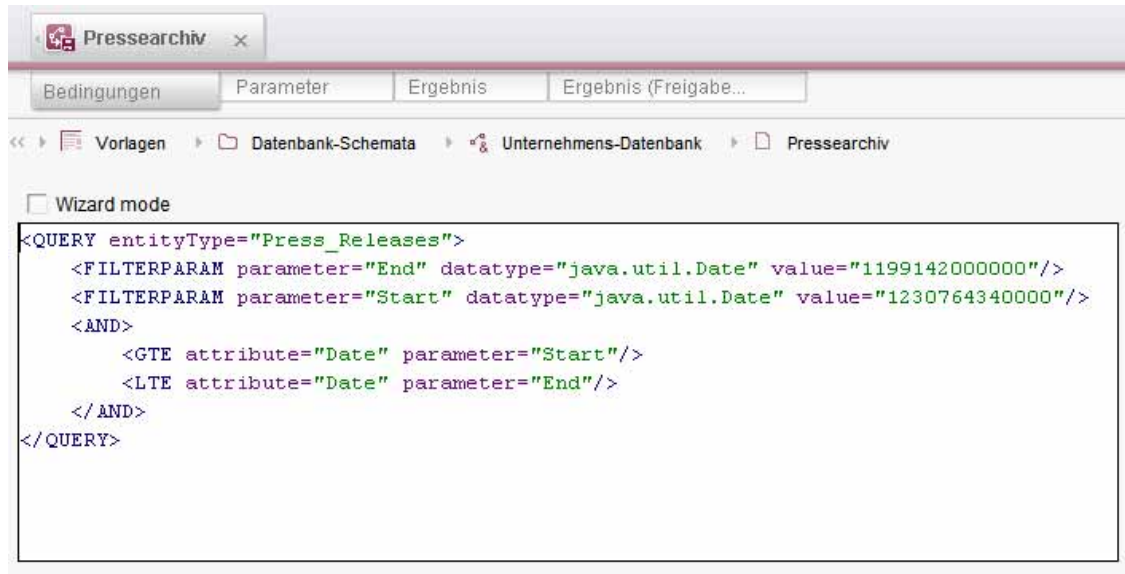 Pressearchiv
Bedingungen Parameter Ergebnis Ergebnis (Freigabe...
Vorlagen Datenbank-Schemata Unternehmens-Datenbank Pressearchiv
Wizard mode
<QUERY entityType="Press_Releases">
<FILTERPARAM parameter="End" datatype="java.util.Date" value="1199142000000"/>
<FILTERPARAM parameter="Start" datatype="java.util.Date" value="1230764340000"/>
<AND>
<GTE attribute="Date" parameter="Start"/>
<LTE attribute="Date" parameter="End"/>
</AND>
</QUERY>